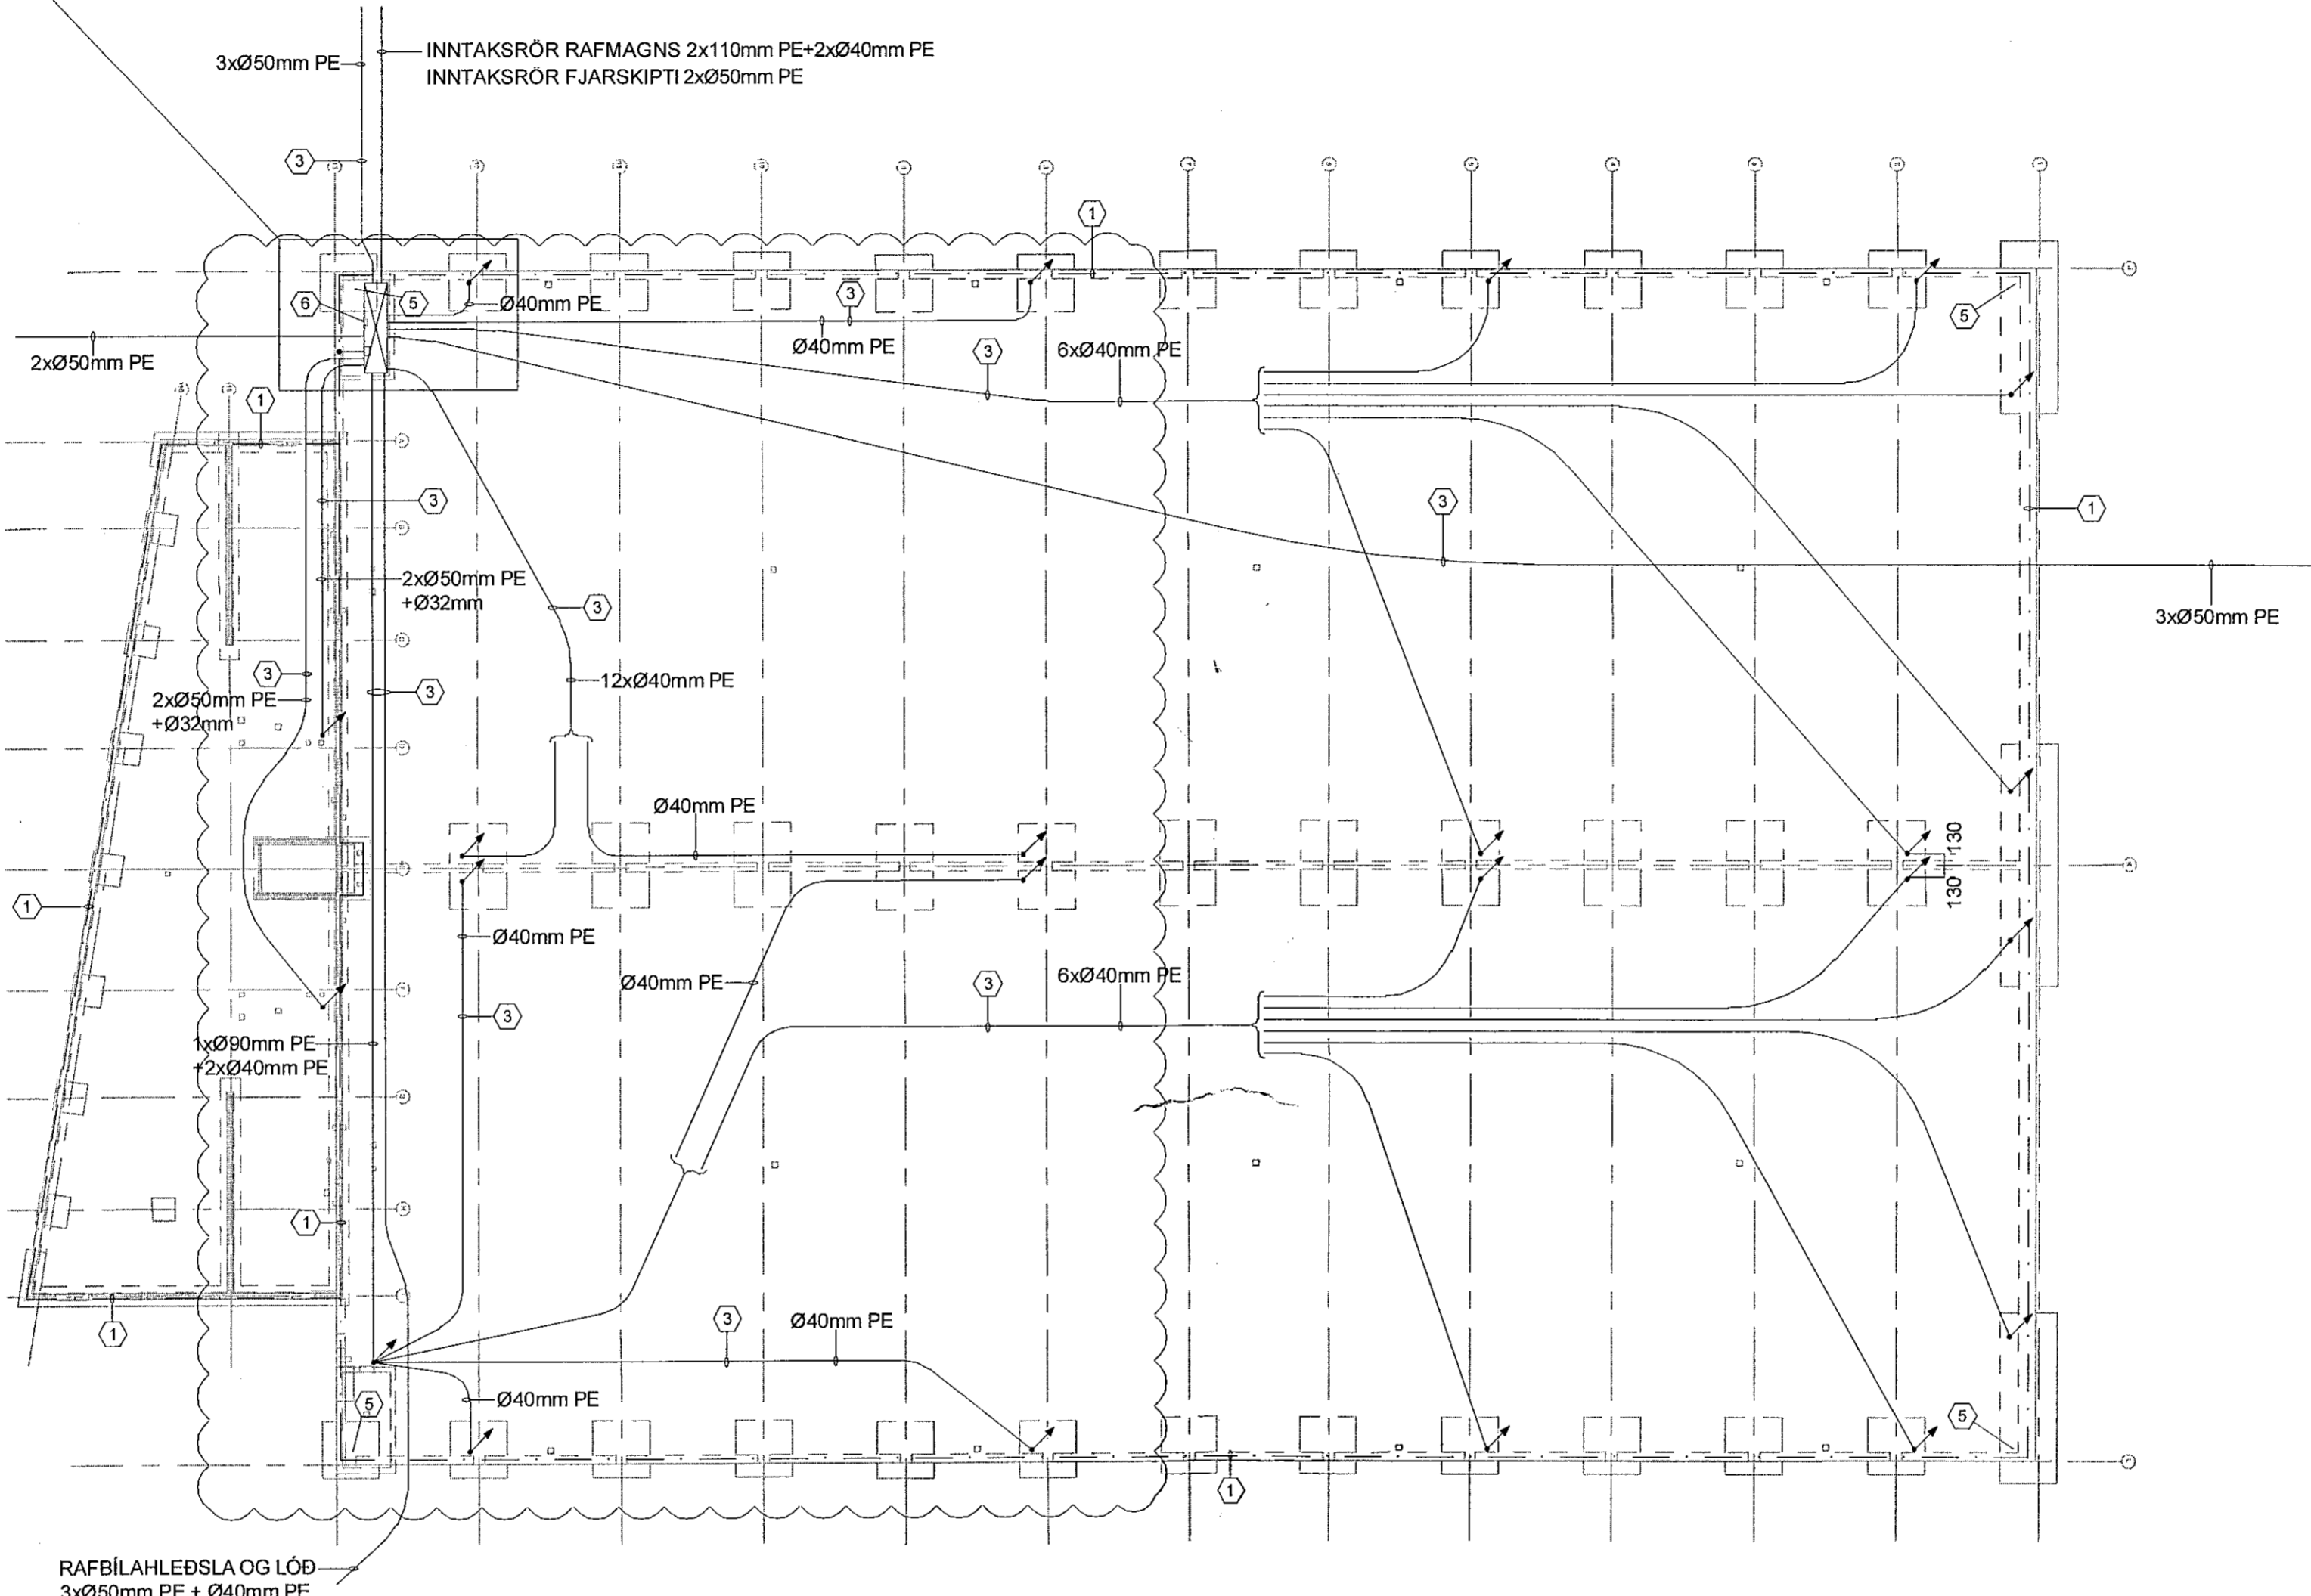 3xØ50mm PE
INNTAKSRÖR RAFMAGNS 2x110mm PE+2xØ40mm PE
INNTAKSRÖR FJARSKIPTI 2xØ50mm PE
3
1
6
5
Ø40mm PE
3
5
2xØ50mm PE
Ø40mm PE
3
6xØ40mm PE
1
3
3
1
2xØ50mm PE
+Ø32mm
3
3xØ50mm PE
3
2xØ50mm PE
+Ø32mm
3
12xØ40mm PE
Ø40mm PE
130
130
1
Ø40mm PE
Ø40mm PE
3
6xØ40mm PE
3
1xØ90mm PE
+2xØ40mm PE
1
1
3
Ø40mm PE
5
Ø40mm PE
5
1
RAFBÍLAHLEÐSLA OG LÓÐ
3xØ50mm PE + Ø40mm PE